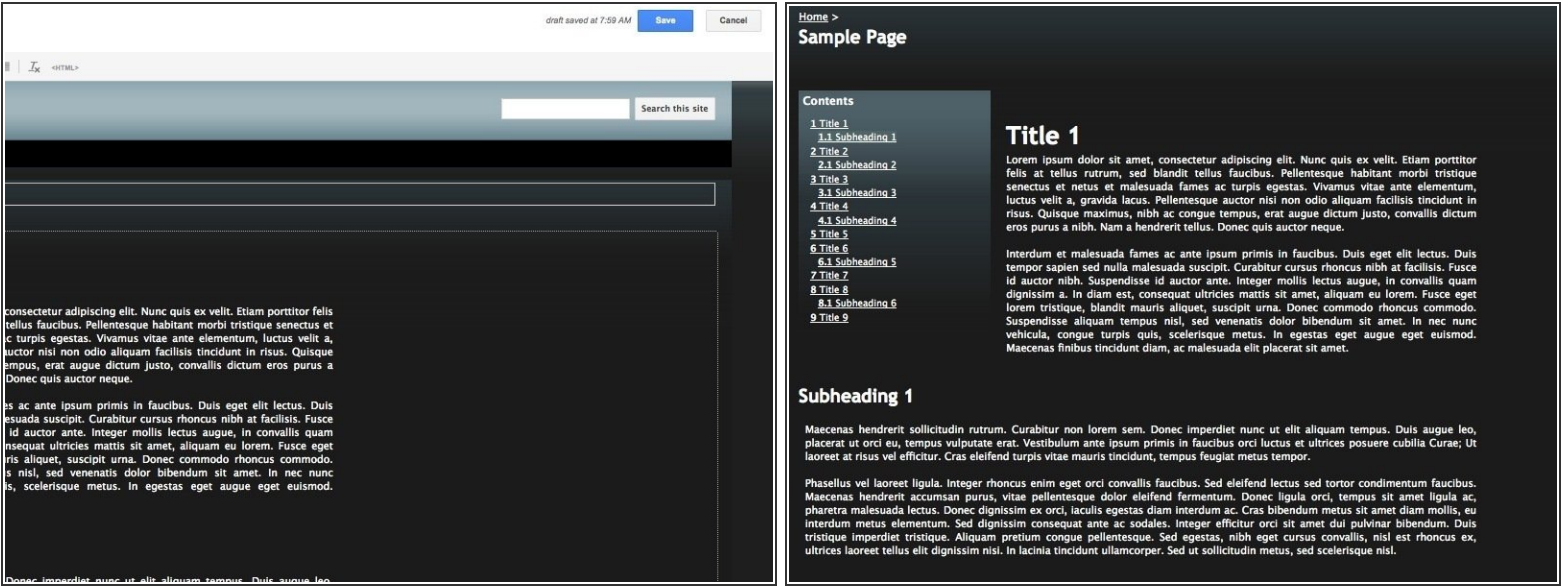 draft saved at 7:59 AM
Save
Cancel
<HTML>
Search this site
consectetur adipiscing elit. Nunc quis ex velit. Etiam porttitor felis
tellus faucibus. Pellentesque habitant morbi tristique senectus et
c turpis egestas. Vivamus vitae ante elementum, luctus velit a,
auctor nisi non odio aliquam facilisis tincidunt in risus. Quisque
empus, erat augue dictum justo, convallis dictum eros purus a
Donec quis auctor neque.
es ac ante ipsum primis in faucibus. Duis eget elit lectus. Duis
esuada suscipit. Curabitur cursus rhoncus nibh at facilisis. Fusce
id auctor ante. Integer mollis lectus augue, in convallis quam
nsequat ultricies mattis sit amet, aliquam eu lorem. Fusce eget
ris aliquet, suscipit urna. Donec commodo rhoncus commodo.
s nisl, sed venenatis dolor bibendum sit amet. In nec nunc
is, scelerisque metus. In egestas eget augue eget euismod.
Donec imperdiet nunc ut elit aliquam tempus. Duis augue leo,
Home >
Sample Page
Contents
1 Title 1
1.1 Subheading 1
2 Title 2
2.1 Subheading 2
3 Title 3
3.1 Subheading 3
4 Title 4
4.1 Subheading 4
5 Title 5
6 Title 6
6.1 Subheading 5
7 Title 7
8 Title 8
8.1 Subheading 6
9 Title 9
Title 1
Lorem ipsum dolor sit amet, consectetur adipiscing elit. Nunc quis ex velit. Etiam porttitor
felis at tellus rutrum, sed blandit tellus faucibus. Pellentesque habitant morbi tristique
senectus et netus et malesuada fames ac turpis egestas. Vivamus vitae ante elementum,
luctus velit a, gravida lacus. Pellentesque auctor nisi non odio aliquam facilisis tincidunt in
risus. Quisque maximus, nibh ac congue tempus, erat augue dictum justo, convallis dictum
eros purus a nibh. Nam a hendrerit tellus. Donec quis auctor neque.
Interdum et malesuada fames ac ante ipsum primis in faucibus. Duis eget elit lectus. Duis
tempor sapien sed nulla malesuada suscipit. Curabitur cursus rhoncus nibh at facilisis. Fusce
id auctor nibh. Suspendisse id auctor ante. Integer mollis lectus augue, in convallis quam
dignissim a. In diam est, consequat ultricies mattis sit amet, aliquam eu lorem. Fusce eget
lorem tristique, blandit mauris aliquet, suscipit urna. Donec commodo rhoncus commodo.
Suspendisse aliquam tempus nisl, sed venenatis dolor bibendum sit amet. In nec nunc
vehicula, congue turpis quis, scelerisque metus. In egestas eget augue eget euismod.
Maecenas finibus tincidunt diam, ac malesuada elit placerat sit amet.
Subheading 1
Maecenas hendrerit sollicitudin rutrum. Curabitur non lorem sem. Donec imperdiet nunc ut elit aliquam tempus. Duis augue leo,
placerat ut orci eu, tempus vulputate erat. Vestibulum ante ipsum primis in faucibus orci luctus et ultrices posuere cubilia Curae; Ut
laoreet at risus vel efficitur. Cras eleifend turpis vitae mauris tincidunt, tempus feugiat metus tempor.
Phasellus vel laoreet ligula. Integer rhoncus enim eget orci convallis faucibus. Sed eleifend lectus sed tortor condimentum faucibus.
Maecenas hendrerit accumsan purus, vitae pellentesque dolor eleifend fermentum. Donec ligula orci, tempus sit amet ligula ac,
pharetra malesuada lectus. Donec dignissim ex orci, iaculis egestas diam interdum ac. Cras bibendum metus sit amet diam mollis, eu
interdum metus elementum. Sed dignissim consequat ante ac sodales. Integer efficitur orci sit amet dui pulvinar bibendum. Duis
tristique imperdiet tristique. Aliquam pretium congue pellentesque. Sed egestas, nibh eget cursus convallis, nisl est rhoncus ex,
ultrices laoreet tellus elit dignissim nisi. In lacinia tincidunt ullamcorper. Sed ut sollicitudin metus, sed scelerisque nisl.